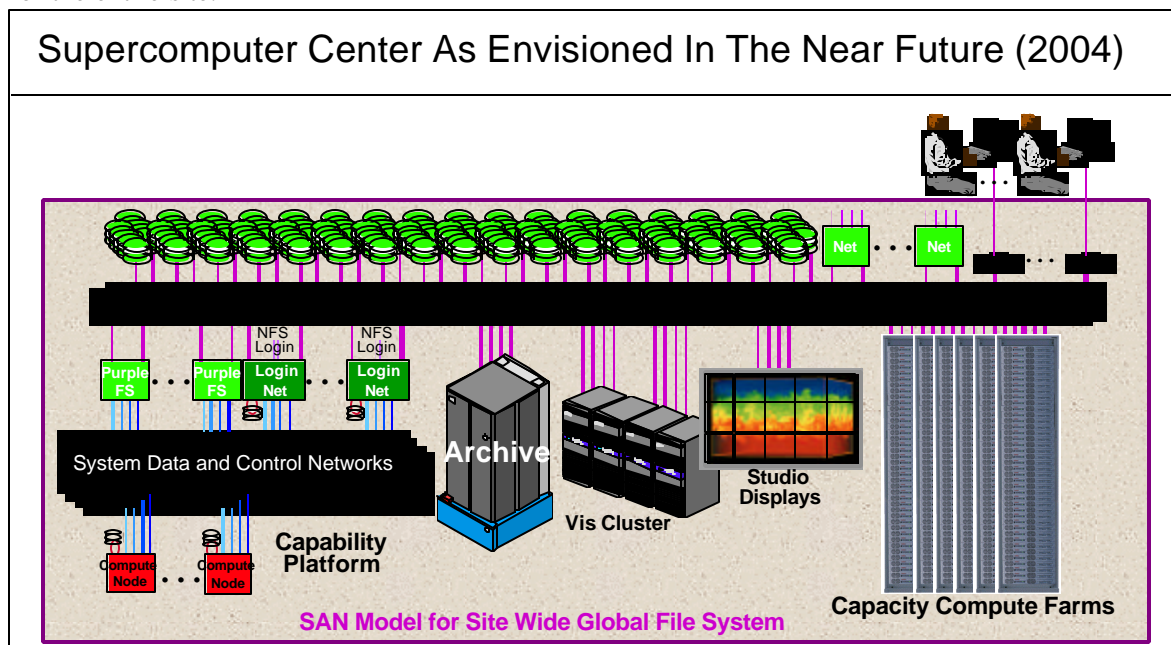 Supercomputer Center As Envisioned In The Near Future (2004)
Net
Net
NFS
Login
NFS
Login
Purple
FS
Purple
FS
Login
Net
Login
Net
System Data and Control Networks
Archive
Studio
Displays
Vis Cluster
Capability
Platform
Compute
Node
Compute
Node
Capacity Compute Farms
SAN Model for Site Wide Global File System